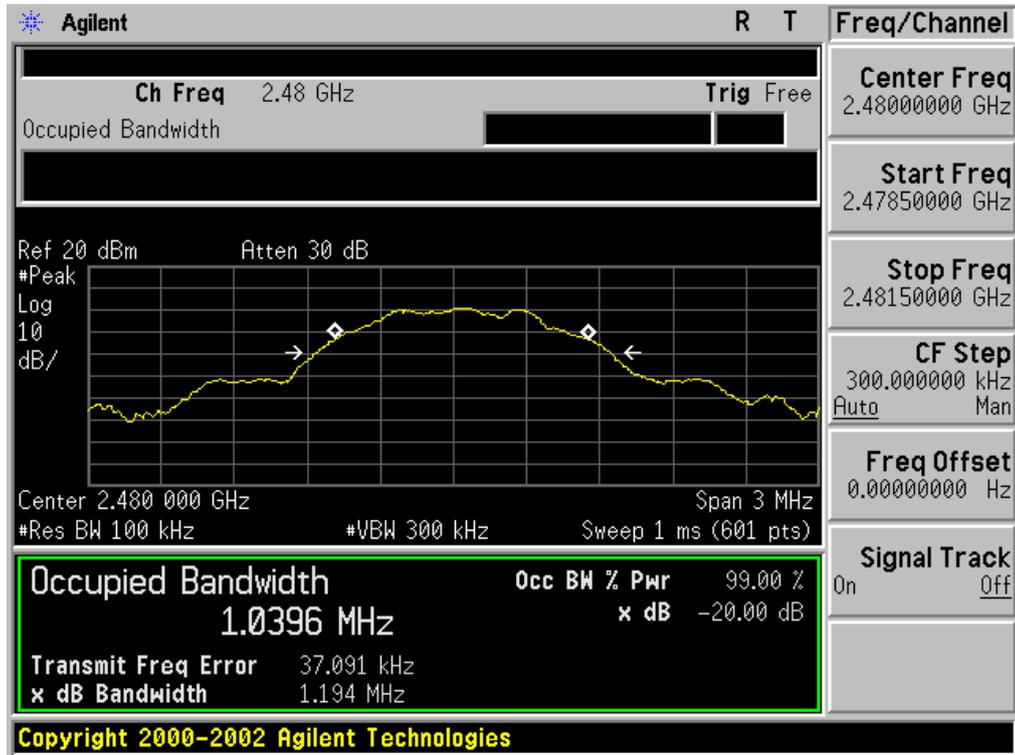 Agilent R T Freq/Channel
Ch Freq 2.48 GHz Trig Free
Occupied Bandwidth
Center Freq
2.48000000 GHz
Start Freq
2.47850000 GHz
Stop Freq
2.48150000 GHz
CF Step
300.000000 kHz
Auto Man
Freq Offset
0.00000000 Hz
Signal Track
On Off
Ref 20 dBm Atten 30 dB
#Peak
Log
10
dB/
Center 2.480 000 GHz Span 3 MHz
#Res BW 100 kHz #VBW 300 kHz Sweep 1 ms (601 pts)
Occupied Bandwidth Occ BW % Pwr 99.00 %
1.0396 MHz x dB -20.00 dB
Transmit Freq Error 37.091 kHz
x dB Bandwidth 1.194 MHz
Copyright 2000-2002 Agilent Technologies